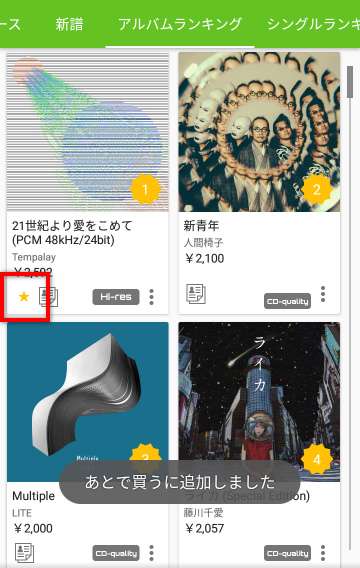 ース 新譜 アルバムランキング シングルランキ
1
21世紀より愛をこめて
(PCM 48kHz/24bit)
Tempalay
￥2,592
Hi-res
2
新青年
人間椅子
￥2,100
CD-quality
Multiple
3
Multiple
LITE
￥2,000
CD-quality
ライカ
4
ライカ (Special Edition)
藤川千愛
￥2,057
CD-quality
あとで買うに追加しました